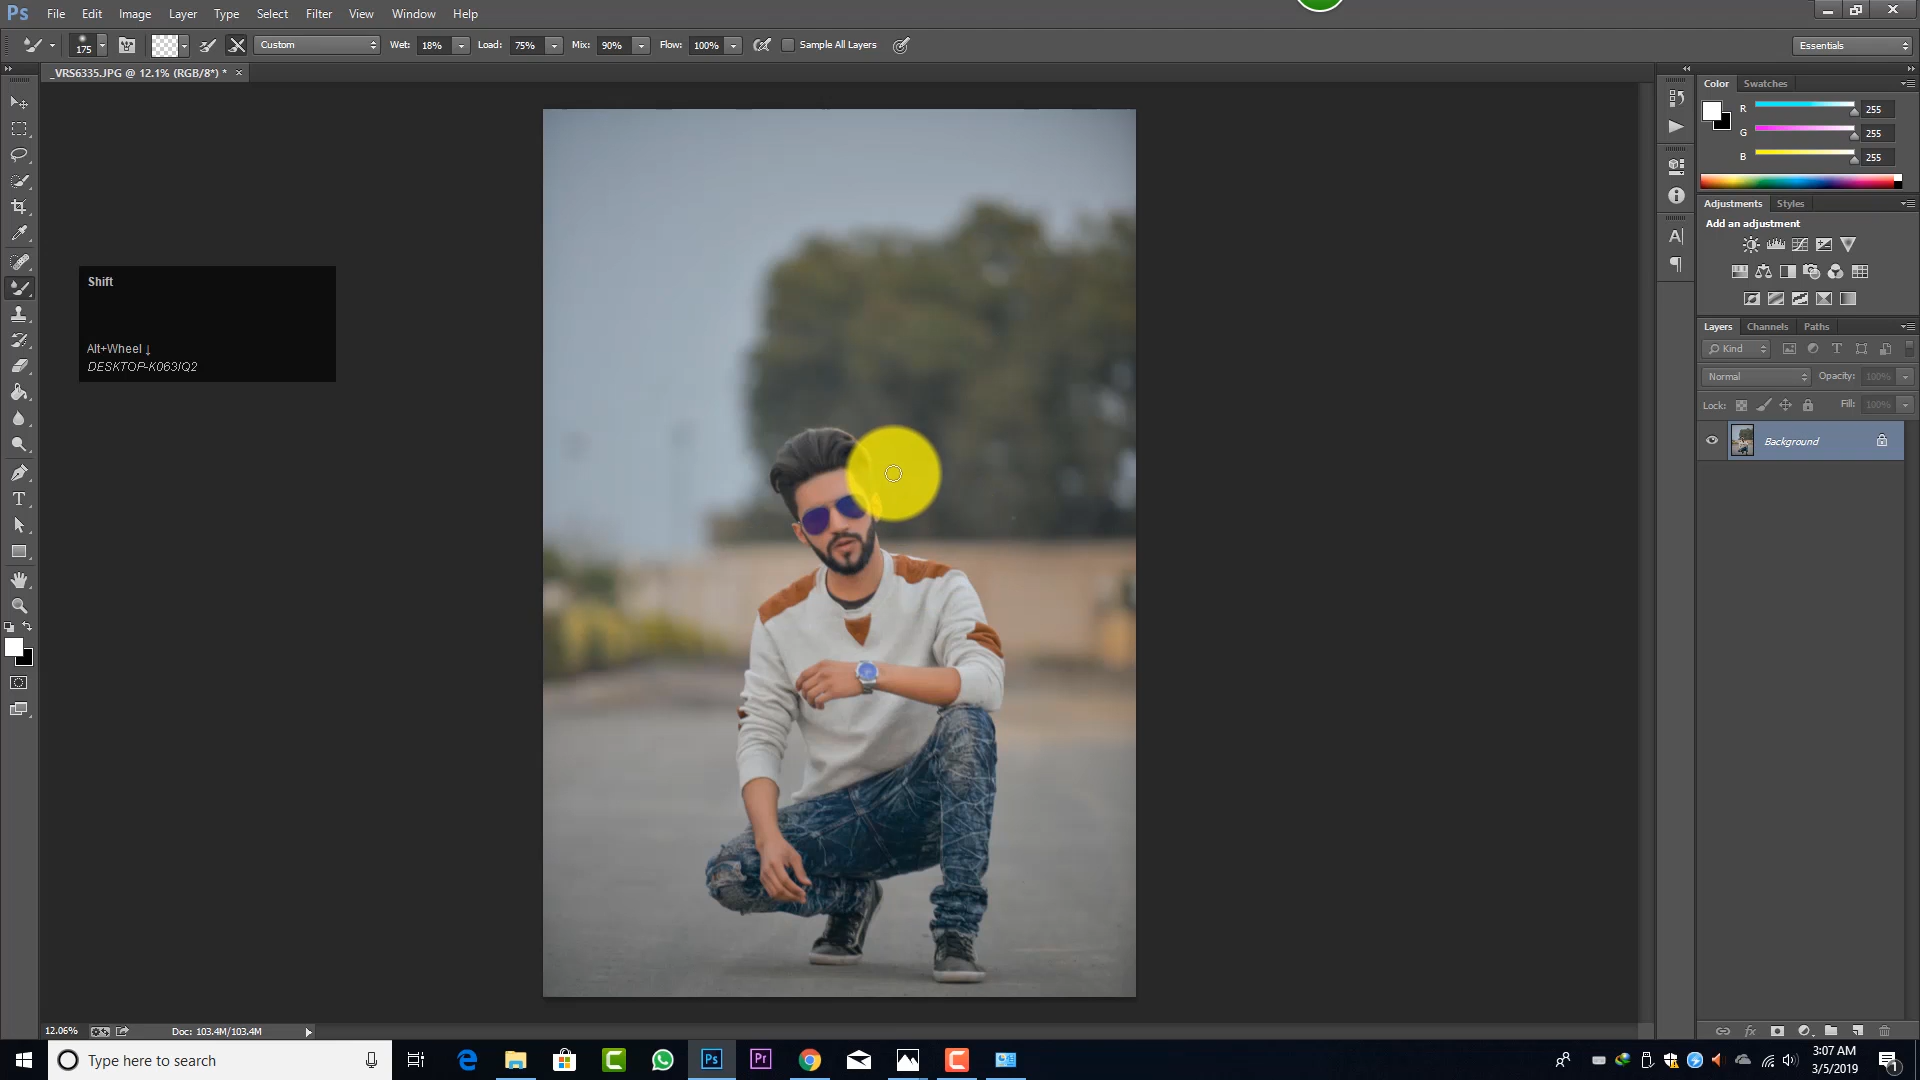 Ps File Edit Image Layer Type Select Filter View Window Help
175 Custom Wet: 18% Load: 75% Mix: 90% Flow: 100% Sample All Layers Essentials
_VRS6335.JPG @ 12.1% (RGB/8*) * ×
Color Swatches
R 255
G 255
B 255
Adjustments Styles
Add an adjustment
Shift
Alt+Wheel ↓
DESKTOP-K063IQ2
Layers Channels Paths
Kind
Normal Opacity: 100%
Lock: Fill: 100%
Background
12.06% Doc: 103.4M/103.4M
Type here to search
Ps Pr
3:07 AM
3/5/2019
1